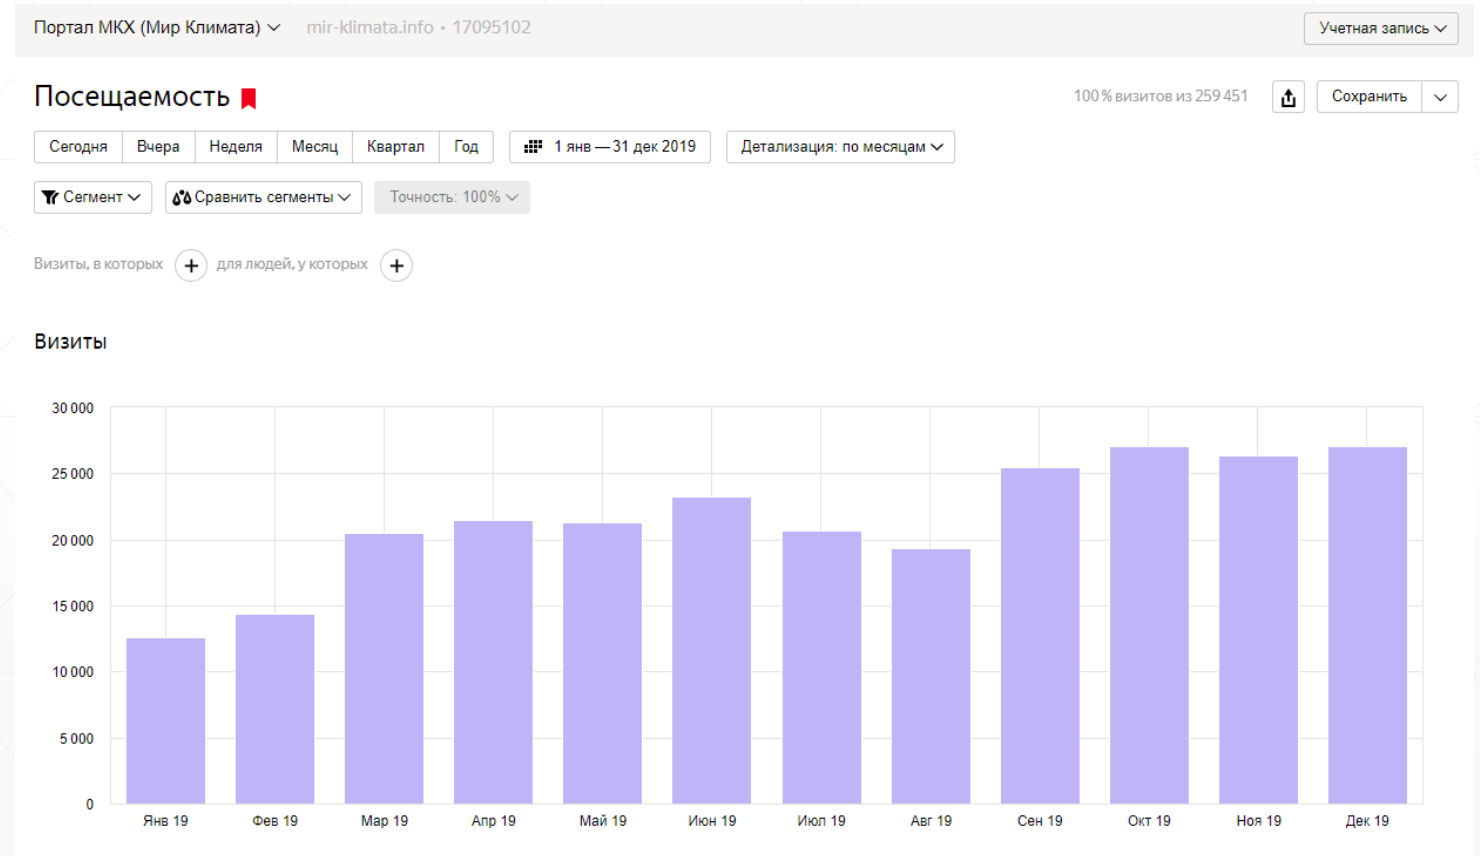 Портал МКХ (Мир Климата) mir-klimata.info • 17095102 Учетная запись
Посещаемость 100 % визитов из 259 451 Сохранить
Сегодня Вчера Неделя Месяц Квартал Год 1 янв — 31 дек 2019 Детализация: по месяцам
Сегмент Сравнить сегменты Точность: 100%
Визиты, в которых + для людей, у которых +
Визиты
30 000
25 000
20 000
15 000
10 000
5 000
0
Янв 19 Фев 19 Мар 19 Апр 19 Май 19 Июн 19 Июл 19 Авг 19 Сен 19 Окт 19 Ноя 19 Дек 19